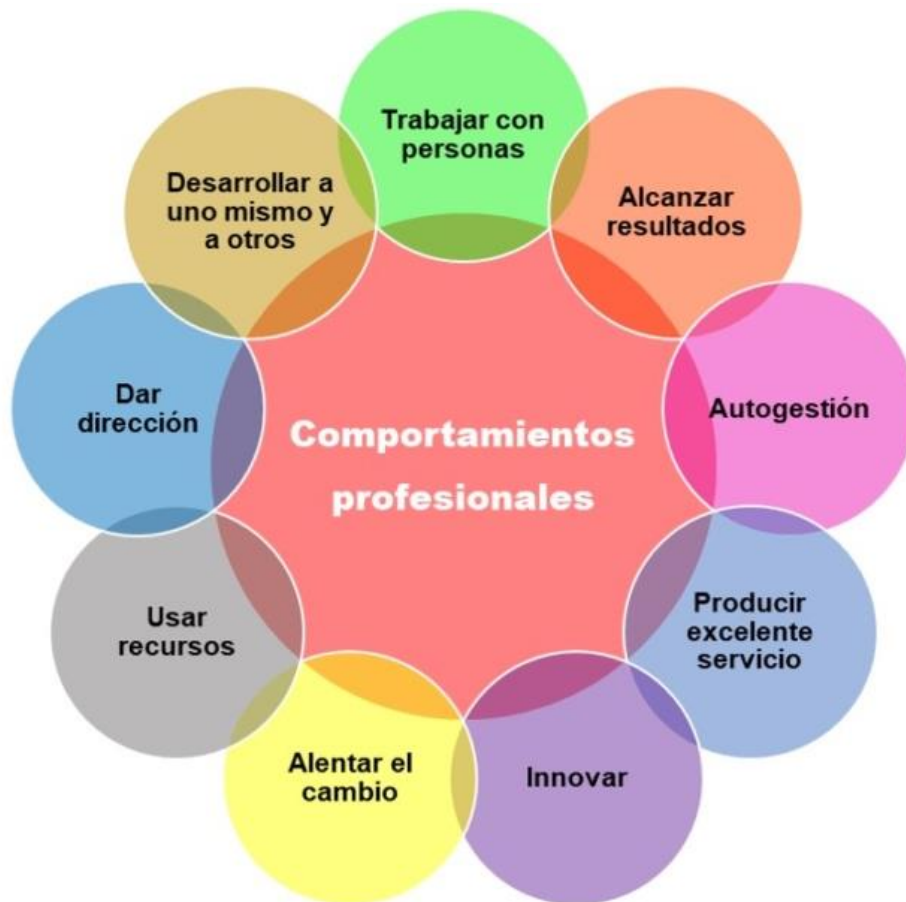 Trabajar con
personas
Alcanzar
resultados
Autogestión
Producir
excelente
servicio
Innovar
Alentar el
cambio
Usar
recursos
Dar
dirección
Desarrollar a
uno mismo y
a otros
Comportamientos
profesionales